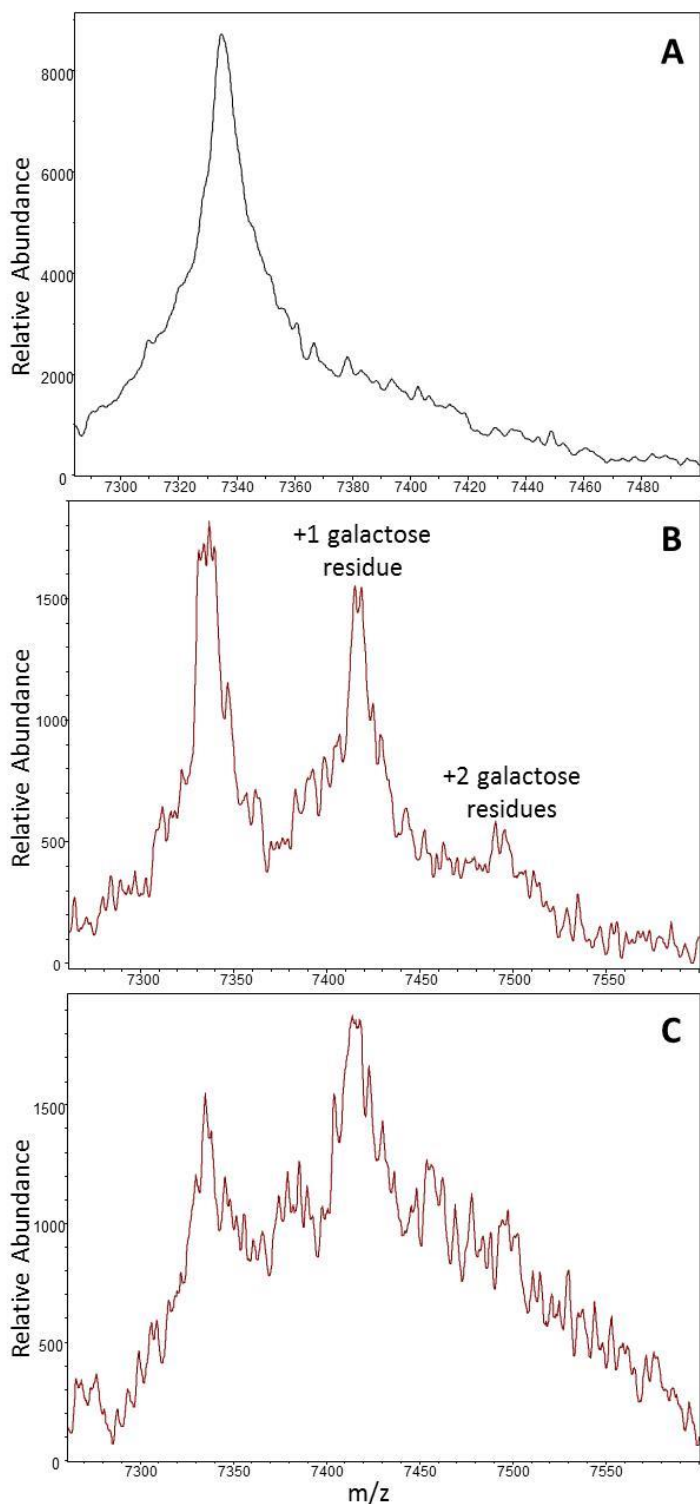 A
Relative Abundance
8000
6000
4000
2000
0
7300 7320 7340 7360 7380 7400 7420 7440 7460 7480
B
+1 galactose
residue
+2 galactose
residues
Relative Abundance
1500
1000
500
0
7300 7350 7400 7450 7500 7550
C
Relative Abundance
1500
1000
500
0
7300 7350 7400 7450 7500 7550
m/z